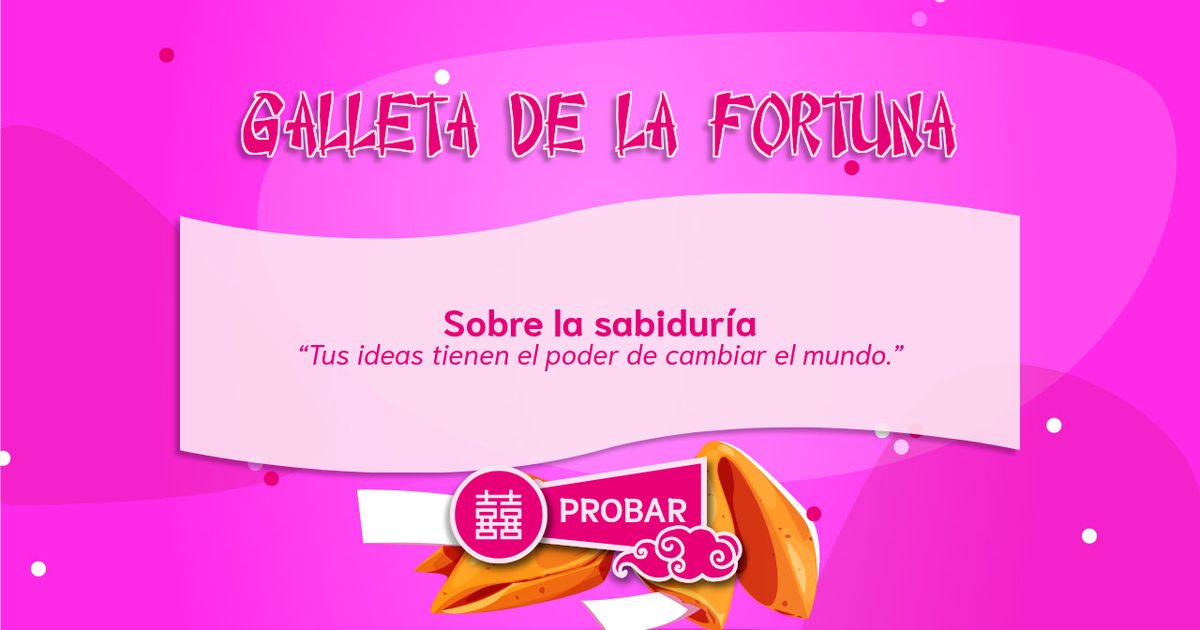 GALLETA DE LA FORTUNA
Sobre la sabiduría
“Tus ideas tienen el poder de cambiar el mundo.”
囍 PROBAR